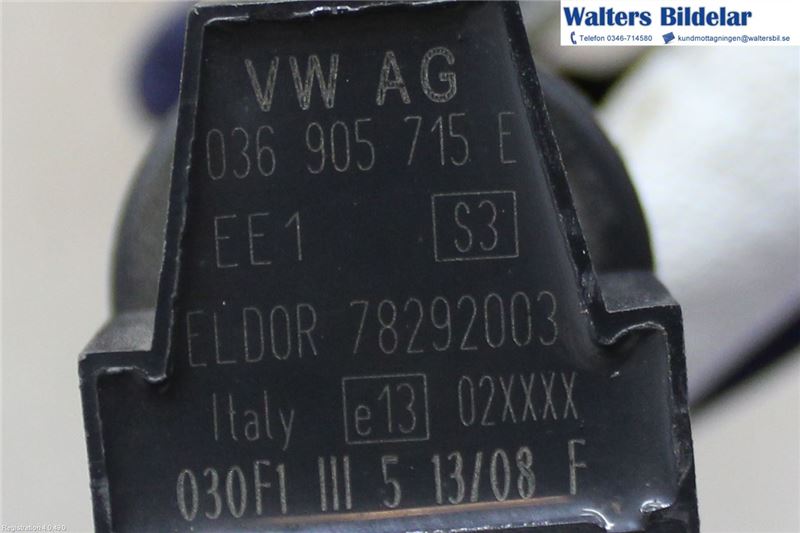 Walters Bildelar
Telefon 0346-714580 kundmottagningen@waltersbil.se
VW AG
036 905 715 E
EE1 S3
ELDOR 78292003
Italy e13 02XXXX
030F1 III 5 13/08 F